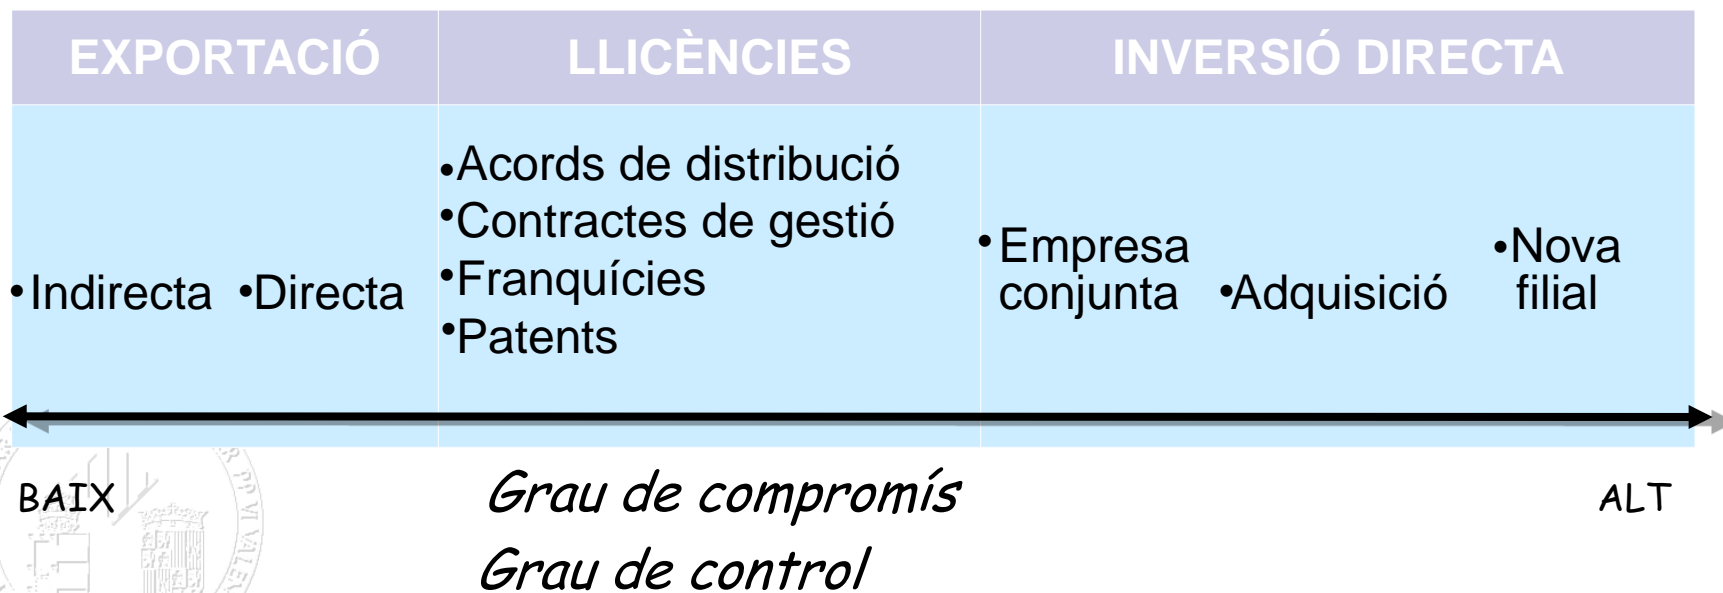 EXPORTACIÓ
LLICÈNCIES
INVERSIÓ DIRECTA
•Indirecta •Directa
•Acords de distribució
•Contractes de gestió
•Franquícies
•Patents
•Empresa
conjunta
•Adquisició
•Nova
filial
BAIX
Grau de compromís
ALT
Grau de control